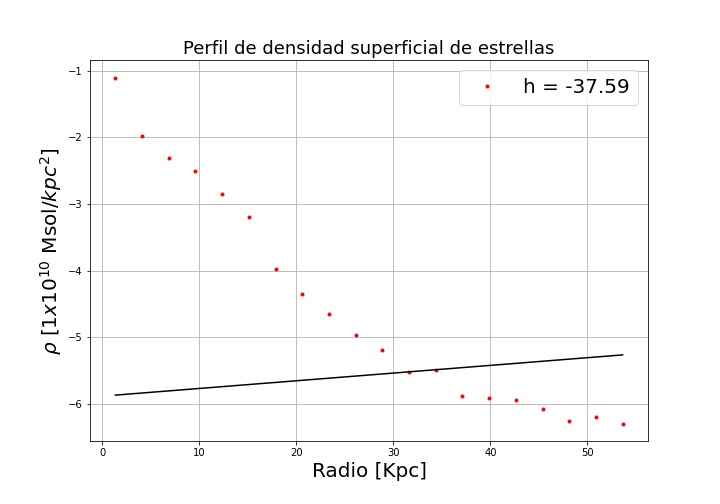 Perfil de densidad superficial de estrellas
h = -37.59
−1
−2
−3
−4
−5
−6
ρ [1x10¹⁰ Msol/kpc²]
0 10 20 30 40 50
Radio [Kpc]